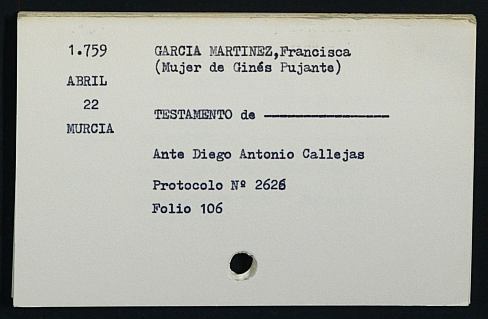 1.759
ABRIL
22
MURCIA
GARCIA MARTINEZ,Francisca
(Mujer de Ginés Pujante)
TESTAMENTO de ——————————
Ante Diego Antonio Callejas
Protocolo Nº 2626
Folio 106